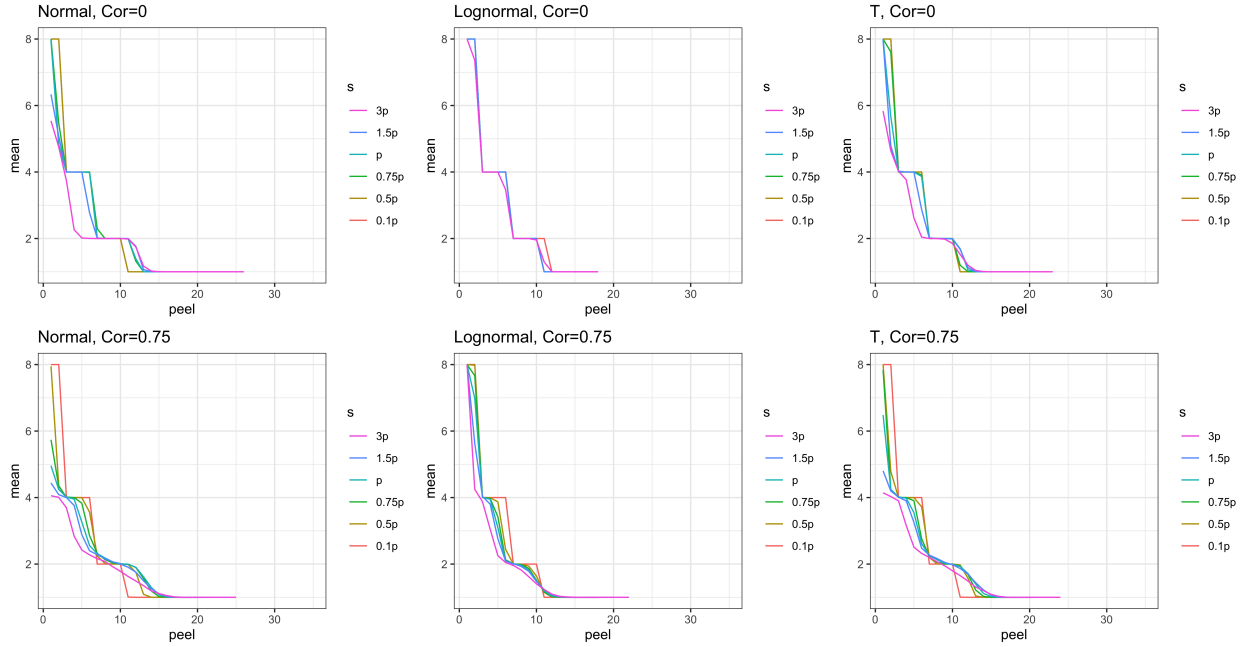 Normal, Cor=0
8
6
4
2
mean
0
10
20
30
peel
s
3p
1.5p
p
0.75p
0.5p
0.1p
Lognormal, Cor=0
8
6
4
2
mean
0
10
20
30
peel
s
3p
1.5p
p
0.75p
0.5p
0.1p
T, Cor=0
8
6
4
2
mean
0
10
20
30
peel
s
3p
1.5p
p
0.75p
0.5p
0.1p
Normal, Cor=0.75
8
6
4
2
mean
0
10
20
30
peel
s
3p
1.5p
p
0.75p
0.5p
0.1p
Lognormal, Cor=0.75
8
6
4
2
mean
0
10
20
30
peel
s
3p
1.5p
p
0.75p
0.5p
0.1p
T, Cor=0.75
8
6
4
2
mean
0
10
20
30
peel
s
3p
1.5p
p
0.75p
0.5p
0.1p